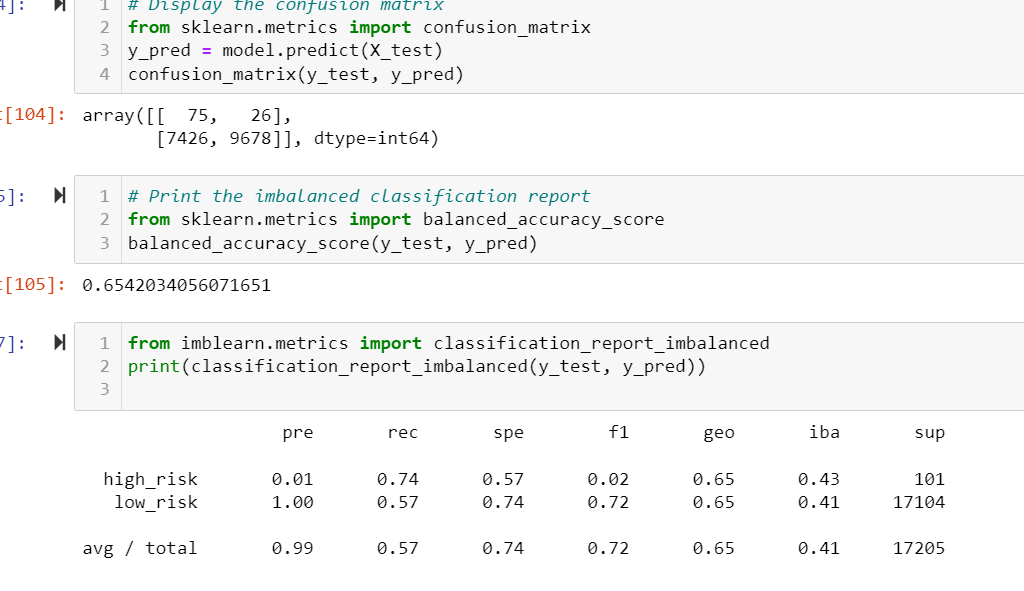 4]: 1 # Display the confusion matrix
2 from sklearn.metrics import confusion_matrix
3 y_pred = model.predict(X_test)
4 confusion_matrix(y_test, y_pred)
t[104]: array([[  75,   26],
[7426, 9678]], dtype=int64)
5]: 1 # Print the imbalanced classification report
2 from sklearn.metrics import balanced_accuracy_score
3 balanced_accuracy_score(y_test, y_pred)
t[105]: 0.6542034056071651
7]: 1 from imblearn.metrics import classification_report_imbalanced
2 print(classification_report_imbalanced(y_test, y_pred))
3
pre rec spe f1 geo iba sup
high_risk 0.01 0.74 0.57 0.02 0.65 0.43 101
low_risk 1.00 0.57 0.74 0.72 0.65 0.41 17104
avg / total 0.99 0.57 0.74 0.72 0.65 0.41 17205